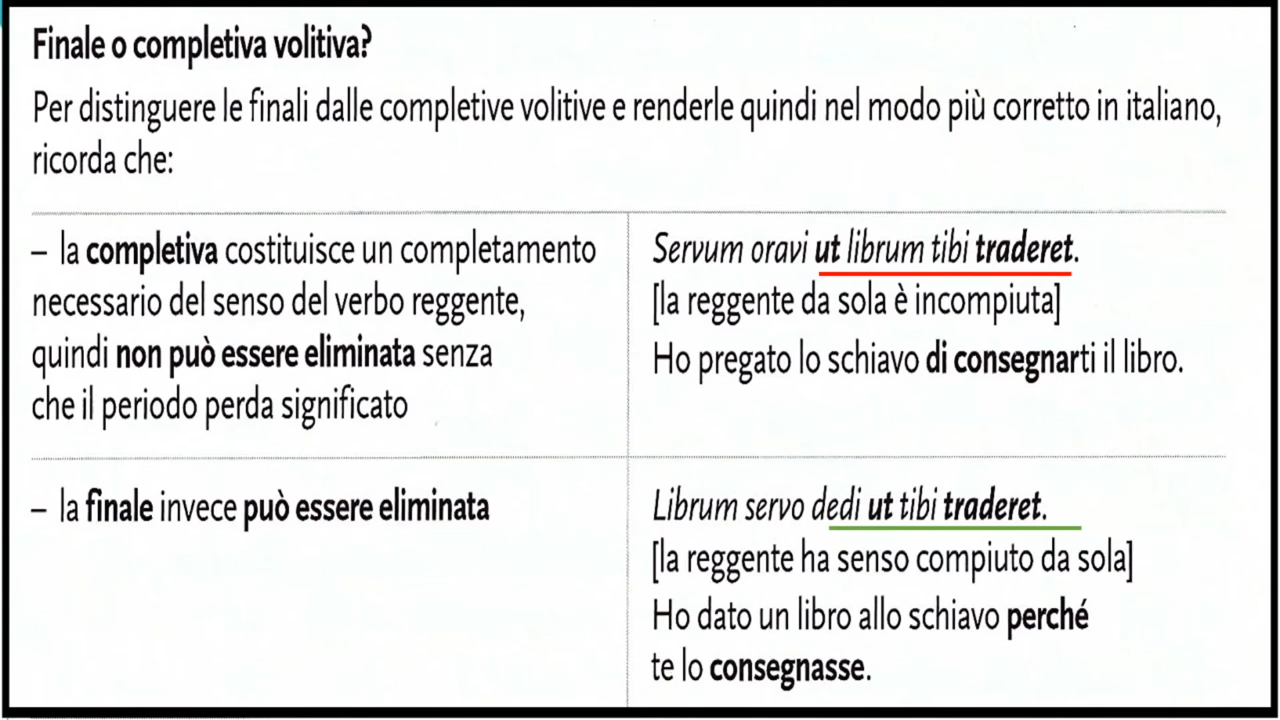 Finale o completiva volitiva?
Per distinguere le finali dalle completive volitive e renderle quindi nel modo più corretto in italiano,
ricorda che:
– la completiva costituisce un completamento
necessario del senso del verbo reggente,
quindi non può essere eliminata senza
che il periodo perda significato
Servum oravi ut librum tibi traderet.
[la reggente da sola è incompiuta]
Ho pregato lo schiavo di consegnarti il libro.
– la finale invece può essere eliminata
Librum servo dedi ut tibi traderet.
[la reggente ha senso compiuto da sola]
Ho dato un libro allo schiavo perché
te lo consegnasse.